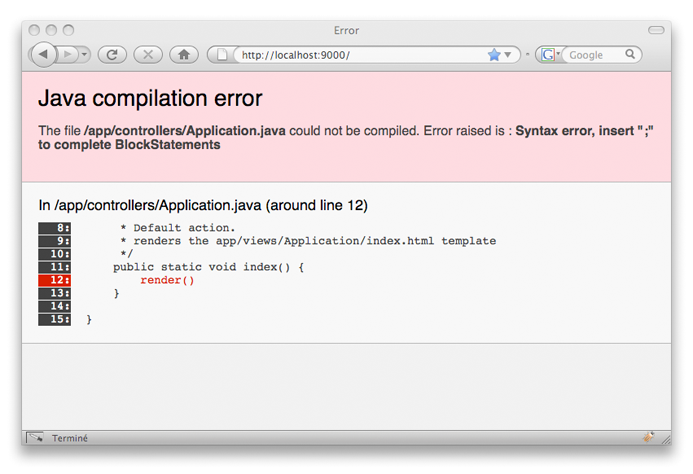 Error
http://localhost:9000/
Google
Java compilation error
The file /app/controllers/Application.java could not be compiled. Error raised is : Syntax error, insert ";"
to complete BlockStatements
In /app/controllers/Application.java (around line 12)
8: * Default action.
9: * renders the app/views/Application/index.html template
10: */
11: public static void index() {
12: render()
13: }
14:
15: }
Terminé